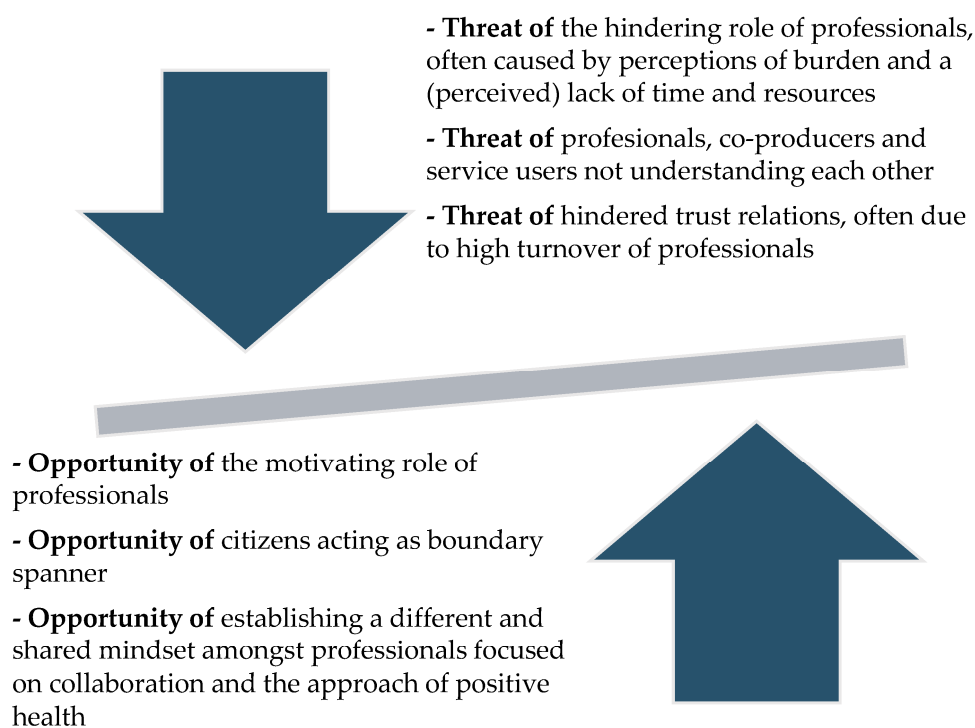 - Threat of the hindering role of professionals,
often caused by perceptions of burden and a
(perceived) lack of time and resources
- Threat of profesionals, co-producers and
service users not understanding each other
- Threat of hindered trust relations, often due
to high turnover of professionals
- Opportunity of the motivating role of
professionals
- Opportunity of citizens acting as boundary
spanner
- Opportunity of establishing a different and
shared mindset amongst professionals focused
on collaboration and the approach of positive
health